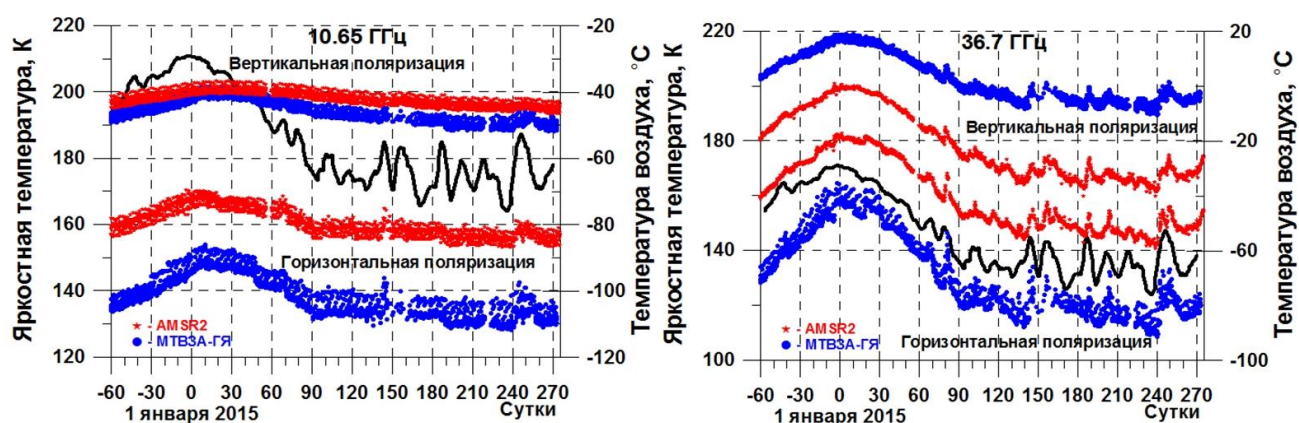 Яркостная температура, К
220
200
180
160
140
120
10.65 ГГц
Вертикальная поляризация
Горизонтальная поляризация
★ - AMSR2
● - МТВЗА-ГЯ
-20
-40
-60
-80
-100
-120
Температура воздуха, °C
-60 -30 0 30 60 90 120 150 180 210 240 270
1 января 2015
Сутки
Яркостная температура, К
220
180
140
100
36.7 ГГц
Вертикальная поляризация
★ - AMSR2
● - МТВЗА-ГЯ
Горизонтальная поляризация
20
-20
-60
-100
Температура воздуха, °C
-60 -30 0 30 60 90 120 150 180 210 240 270
1 января 2015
Сутки